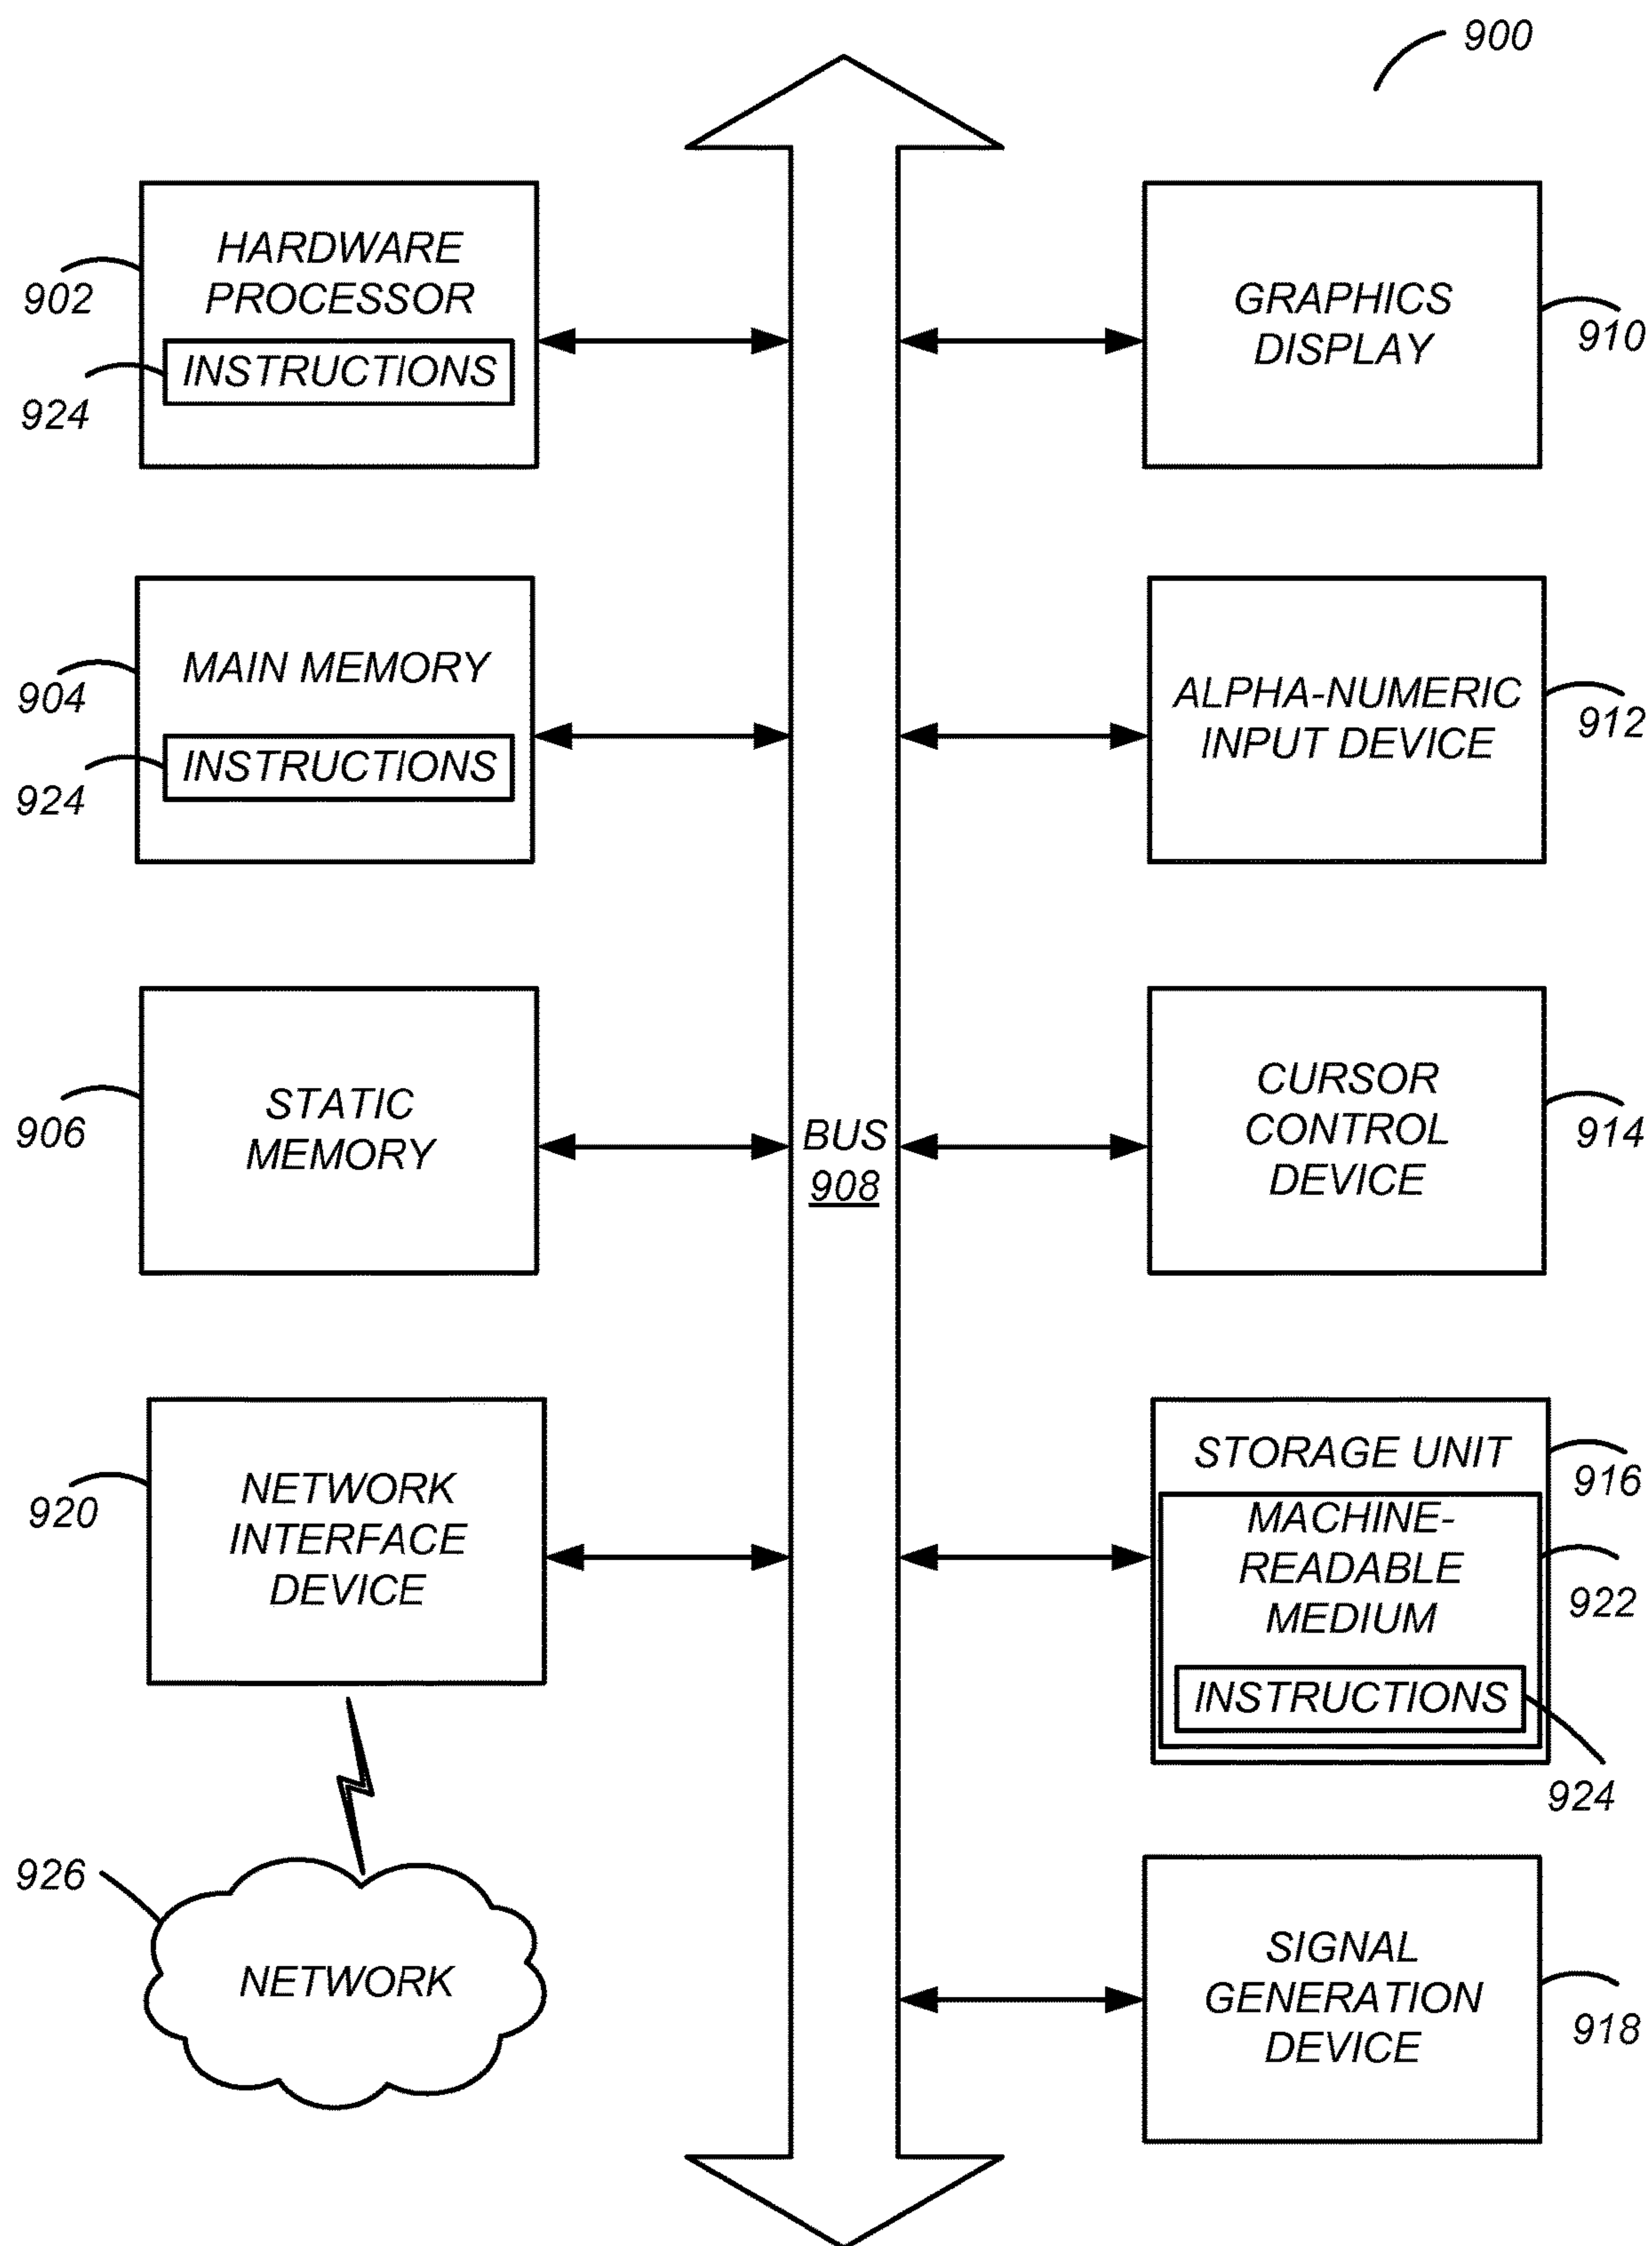 900
HARDWARE
PROCESSOR
902
INSTRUCTIONS
924
GRAPHICS
DISPLAY
910
MAIN MEMORY
904
INSTRUCTIONS
924
ALPHA-NUMERIC
INPUT DEVICE
912
STATIC
MEMORY
906
BUS
908
CURSOR
CONTROL
DEVICE
914
NETWORK
INTERFACE
DEVICE
920
STORAGE UNIT
916
MACHINE-
READABLE
MEDIUM
922
INSTRUCTIONS
924
926
NETWORK
SIGNAL
GENERATION
DEVICE
918